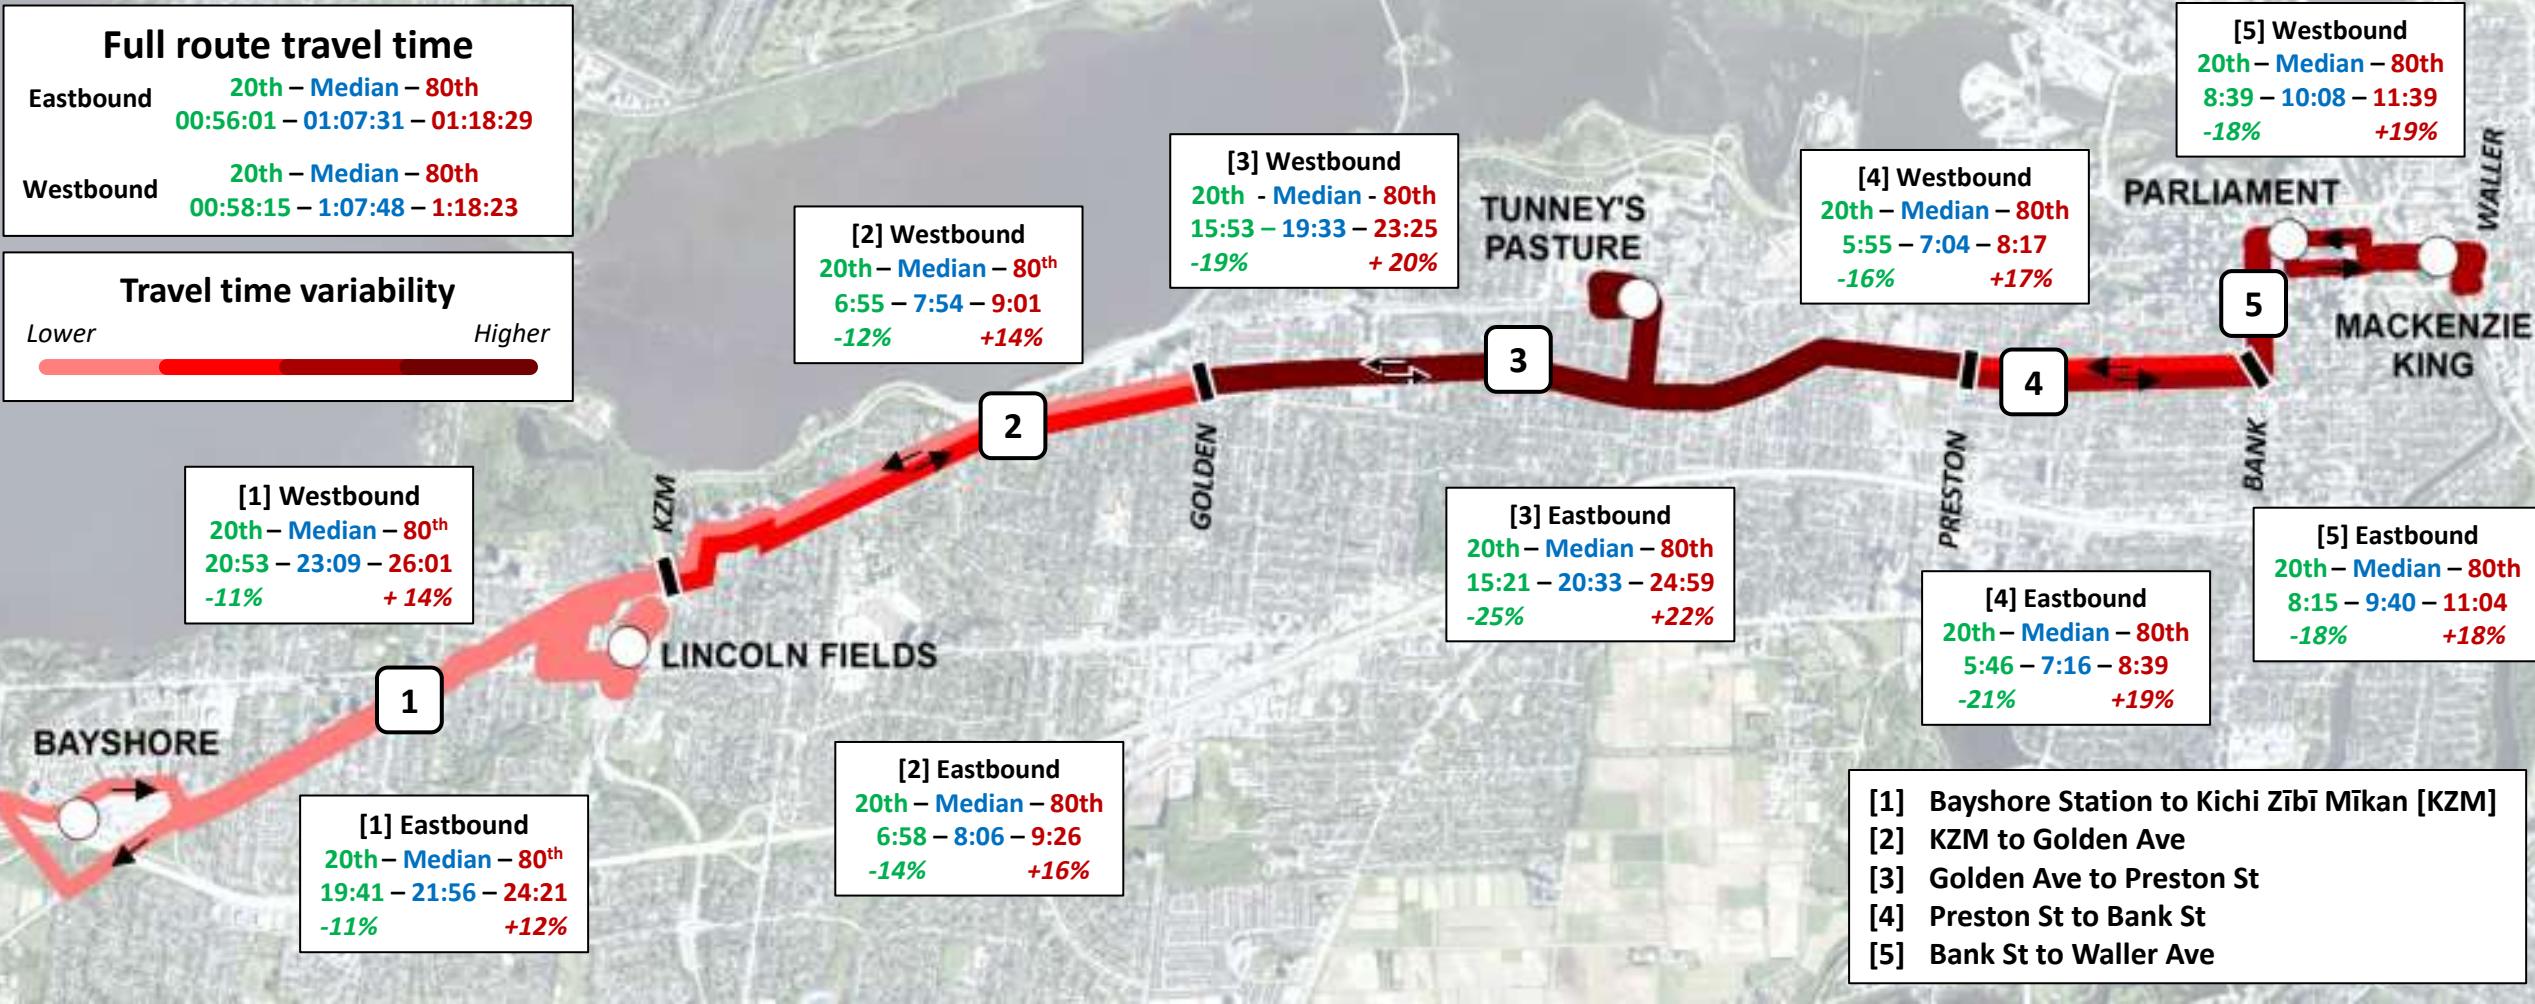 Full route travel time
Eastbound
20th – Median – 80th
00:56:01 – 01:07:31 – 01:18:29
Westbound
20th – Median – 80th
00:58:15 – 1:07:48 – 1:18:23
Travel time variability
Lower Higher
[5] Westbound
20th – Median – 80th
8:39 – 10:08 – 11:39
-18% +19%
[3] Westbound
20th - Median - 80th
15:53 – 19:33 – 23:25
-19% + 20%
[4] Westbound
20th – Median – 80th
5:55 – 7:04 – 8:17
-16% +17%
[2] Westbound
20th – Median – 80th
6:55 – 7:54 – 9:01
-12% +14%
TUNNEY'S
PASTURE
PARLIAMENT
WALLER
MACKENZIE
KING
5
3
4
2
GOLDEN
PRESTON
BANK
KZM
[1] Westbound
20th – Median – 80th
20:53 – 23:09 – 26:01
-11% + 14%
[3] Eastbound
20th – Median – 80th
15:21 – 20:33 – 24:59
-25% +22%
[5] Eastbound
20th – Median – 80th
8:15 – 9:40 – 11:04
-18% +18%
[4] Eastbound
20th – Median – 80th
5:46 – 7:16 – 8:39
-21% +19%
LINCOLN FIELDS
1
BAYSHORE
[2] Eastbound
20th – Median – 80th
6:58 – 8:06 – 9:26
-14% +16%
[1] Eastbound
20th – Median – 80th
19:41 – 21:56 – 24:21
-11% +12%
[1] Bayshore Station to Kichi Zībī Mīkan [KZM]
[2] KZM to Golden Ave
[3] Golden Ave to Preston St
[4] Preston St to Bank St
[5] Bank St to Waller Ave